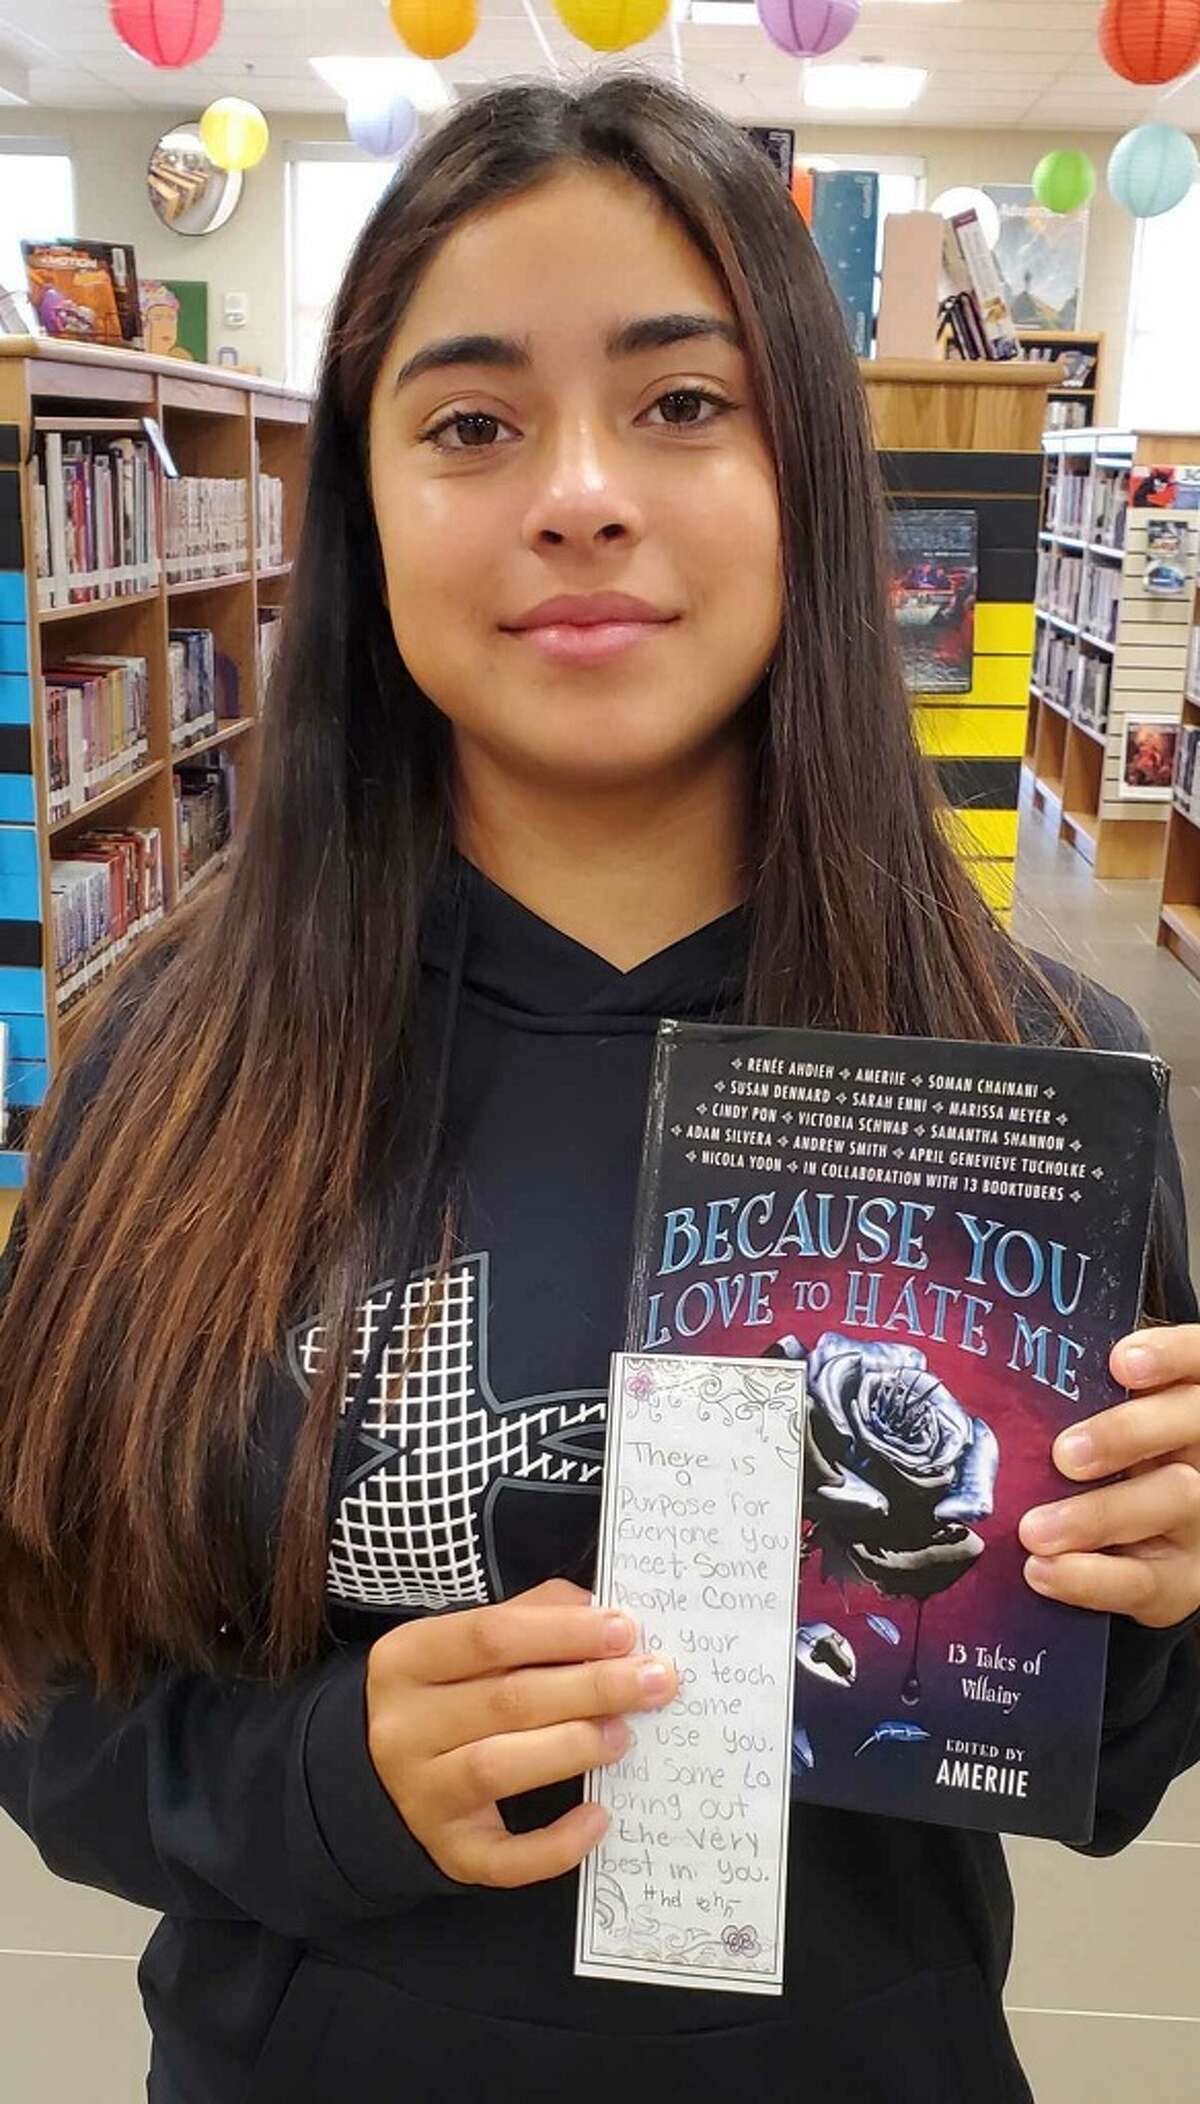 ✦ RENÉE AHDIEH ✦ AMERIIE ✦ SOMAN CHAINANI ✦
✦ SUSAN DENNARD ✦ SARAH ENNI ✦ MARISSA MEYER ✦
✦ CINDY PON ✦ VICTORIA SCHWAB ✦ SAMANTHA SHANNON ✦
✦ ADAM SILVERA ✦ ANDREW SMITH ✦ APRIL GENEVIEVE TUCHOLKE ✦
✦ NICOLA YOON ✦ IN COLLABORATION WITH 13 BOOKTUBERS ✦
BECAUSE YOU
LOVE TO HATE ME
13 Tales of
Villainy
EDITED BY
AMERIIE
There is
a
Purpose for
Everyone you
meet. Some
People Come
your
to teach
Some
use you.
and Some to
bring out
the very
best in you.